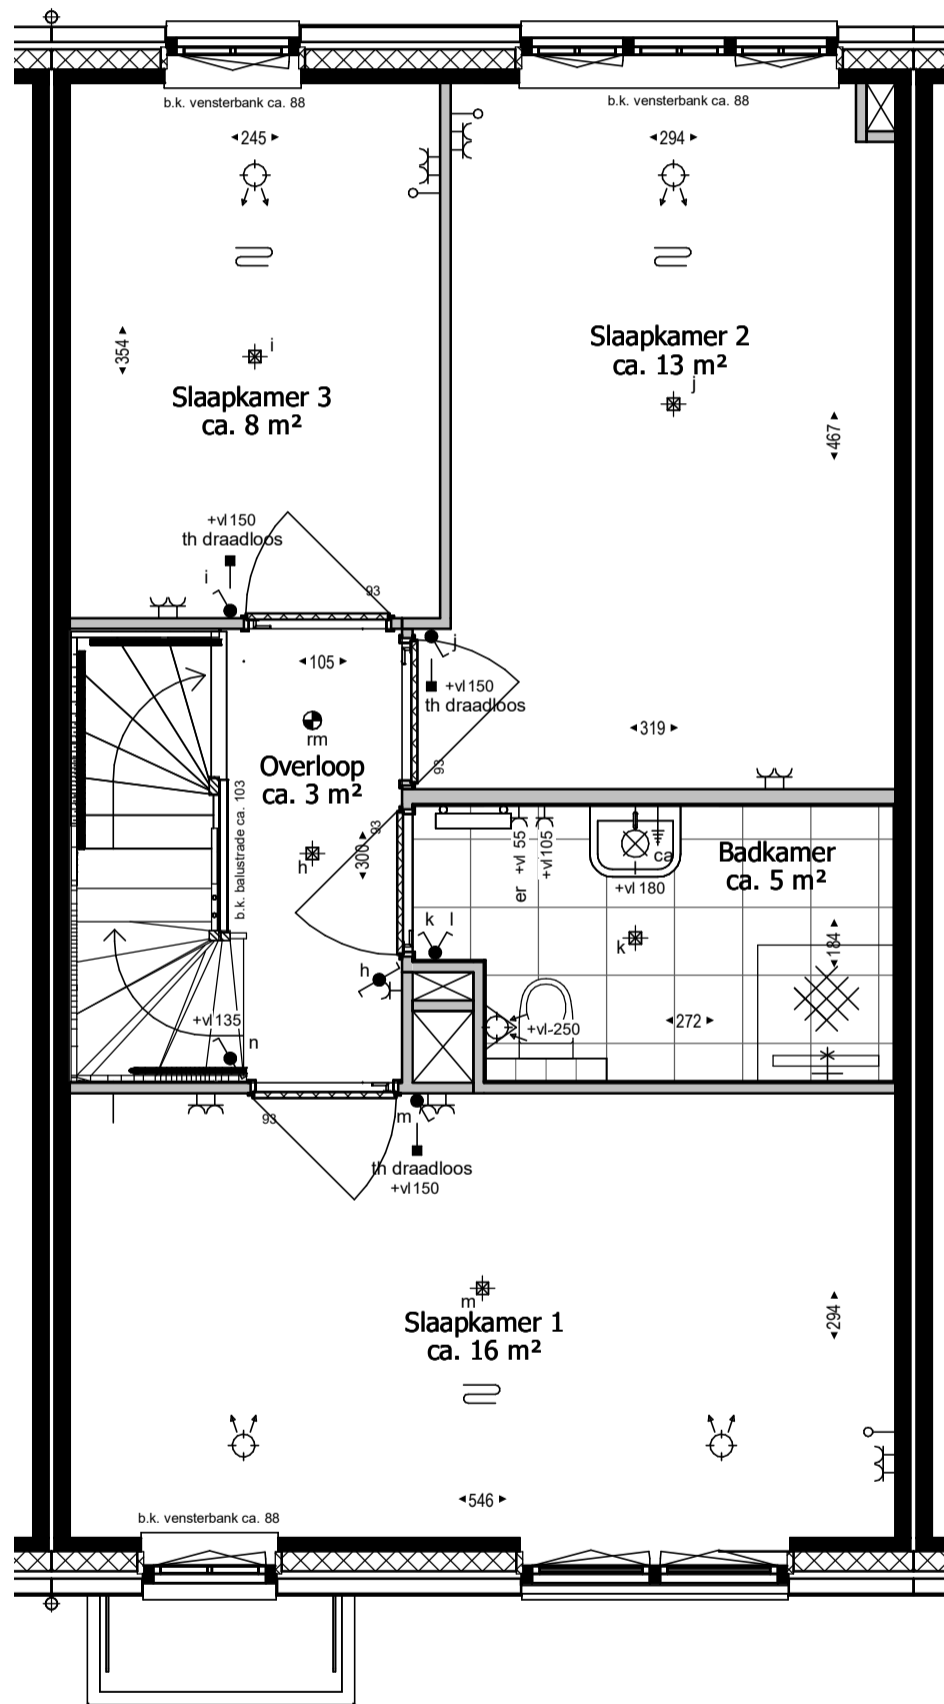 b.k. vensterbank ca. 88
b.k. vensterbank ca. 88
245
294
354
i
Slaapkamer 3
ca. 8 m²
Slaapkamer 2
ca. 13 m²
j
467
+vl 150
th draadloos
i
93
105
j
+vl 150
th draadloos
rm
319
Overloop
ca. 3 m²
93
b.k. balustrade ca. 103
93
300
h
er
+vl 55
+vl 105
ca
+vl 180
Badkamer
ca. 5 m²
k l
k
184
h
+vl 135
n
+vl-250
272
93
m
th draadloos
+vl 150
m
Slaapkamer 1
ca. 16 m²
294
546
b.k. vensterbank ca. 88